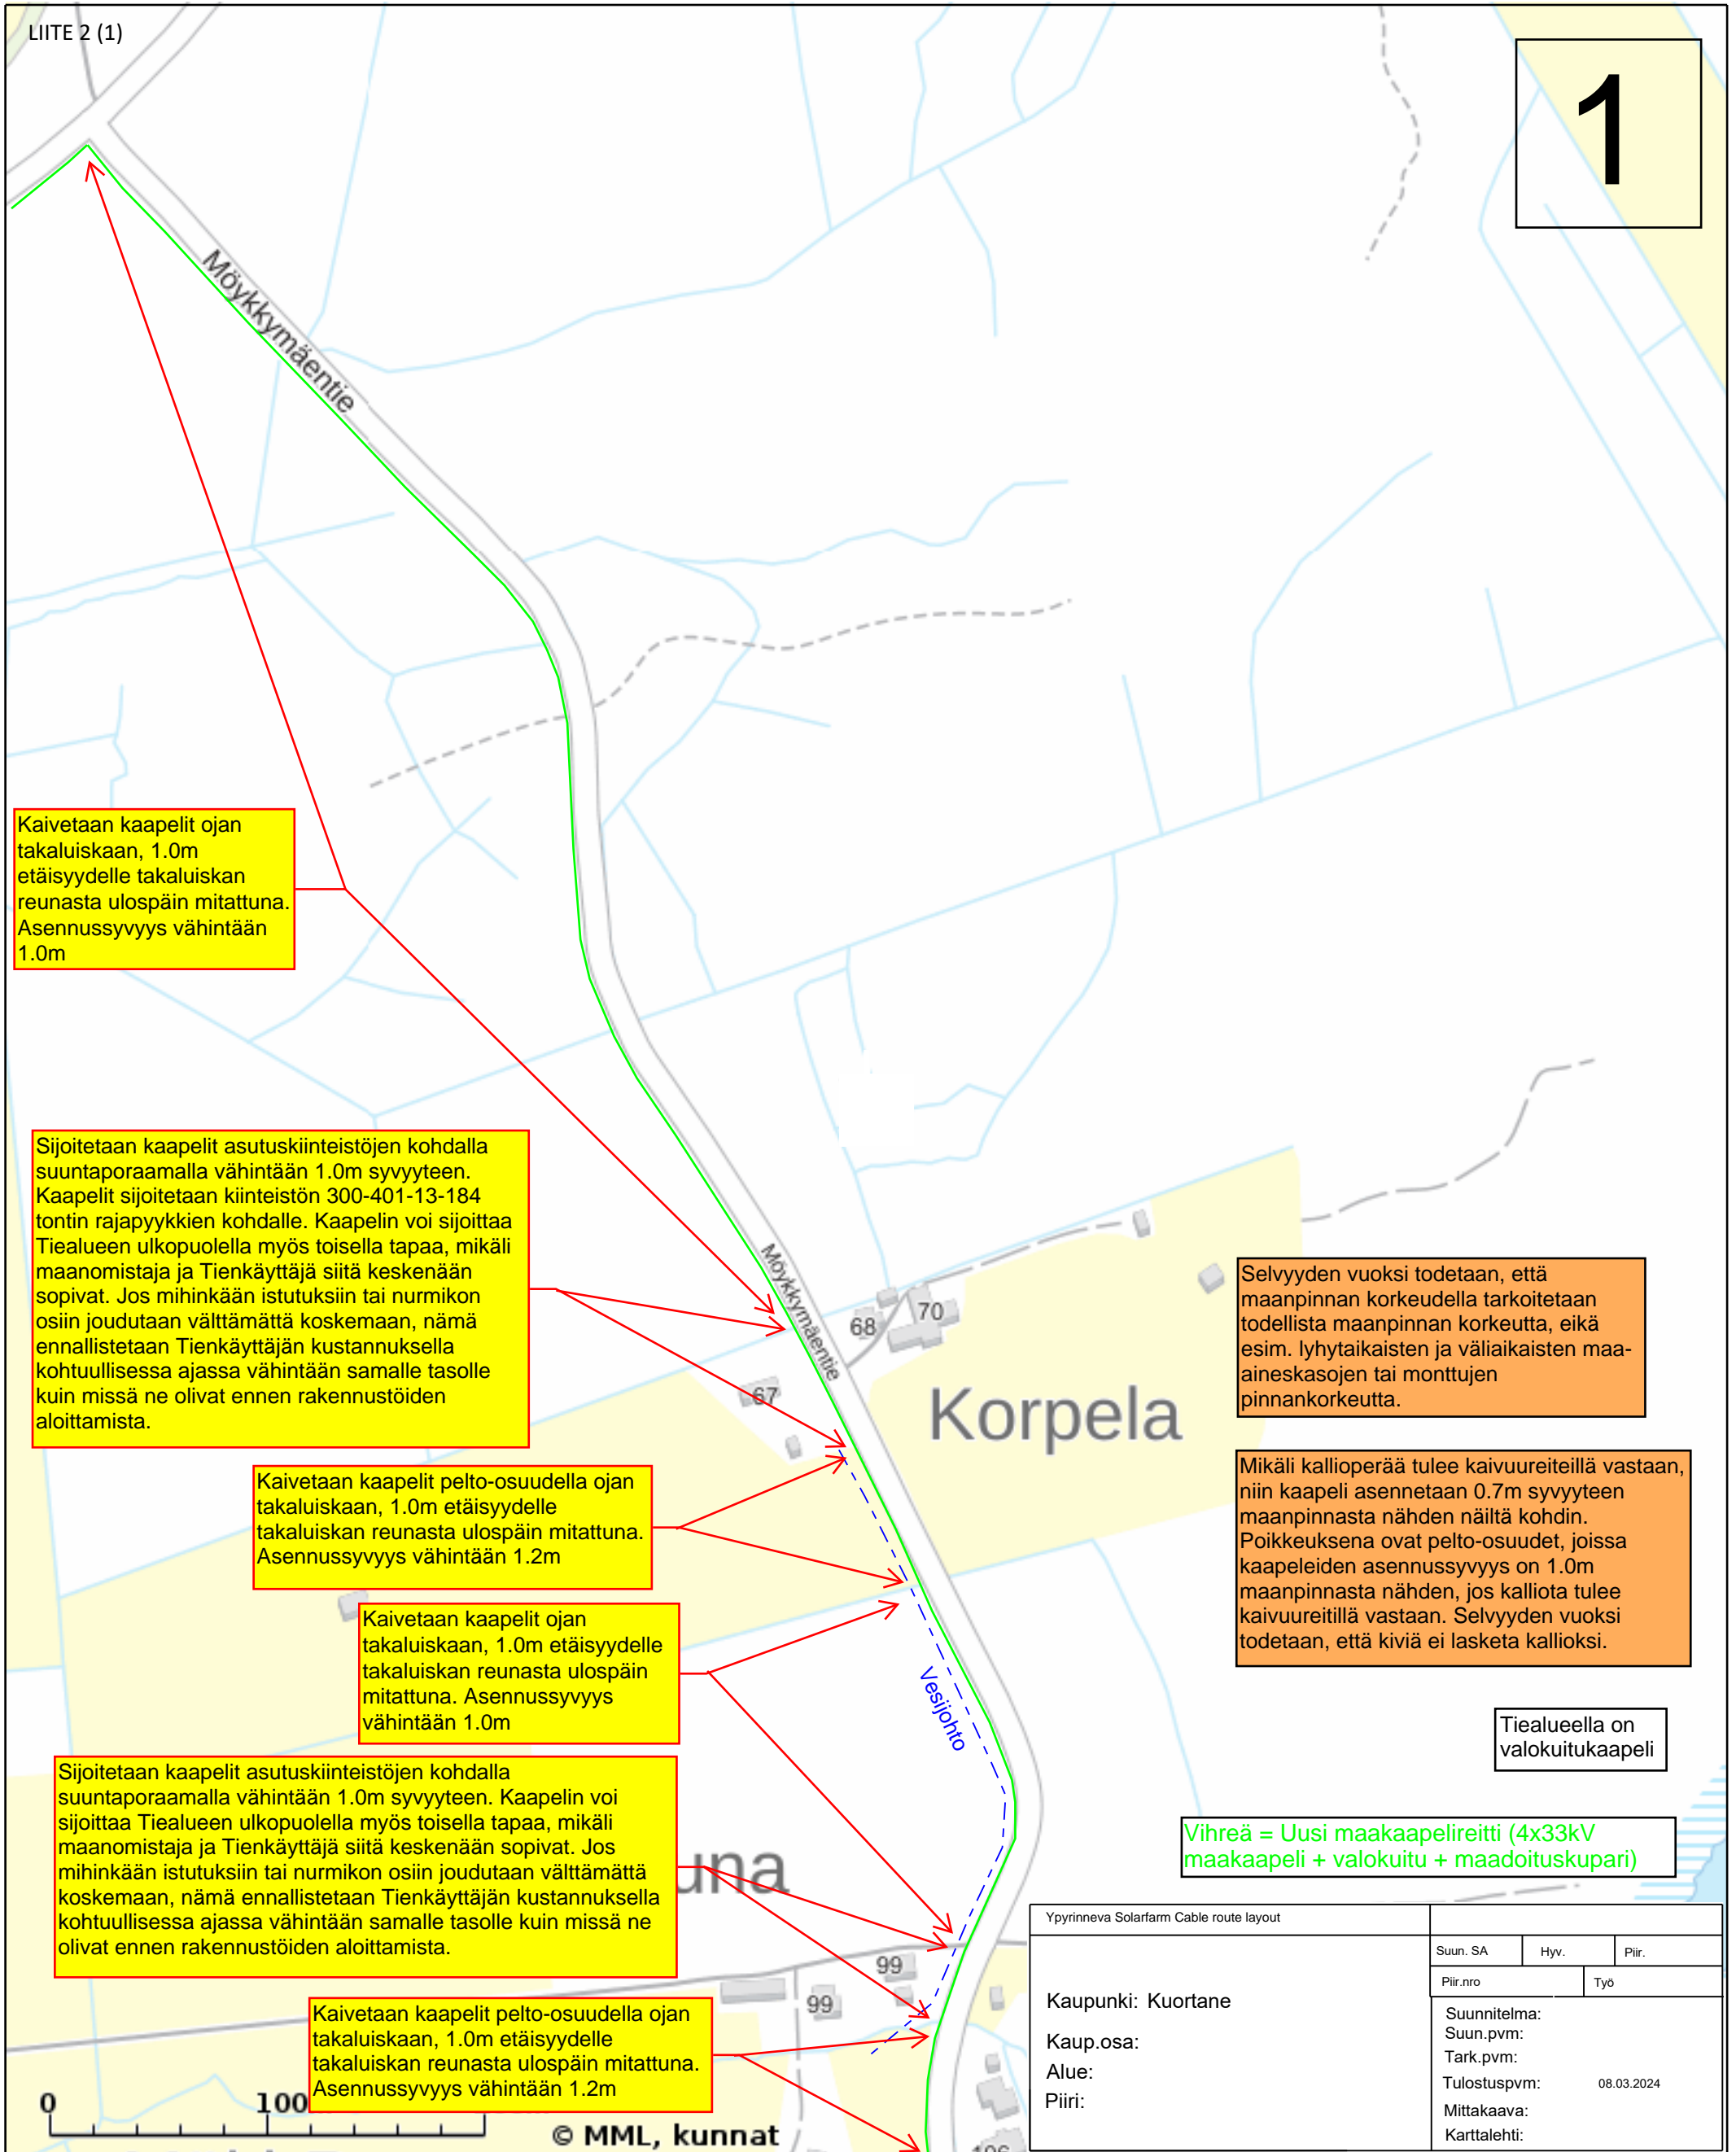 LIITE 2 (1)
1
Möykkymäentie
Kaivetaan kaapelit ojan
takaluiskaan, 1.0m
etäisyydelle takaluiskan
reunasta ulospäin mitattuna.
Asennussyvyys vähintään
1.0m
Sijoitetaan kaapelit asutuskiinteistöjen kohdalla
suuntaporaamalla vähintään 1.0m syvyyteen.
Kaapelit sijoitetaan kiinteistön 300-401-13-184
tontin rajapyykkien kohdalle. Kaapelin voi sijoittaa
Tiealueen ulkopuolella myös toisella tapaa, mikäli
maanomistaja ja Tienkäyttäjä siitä keskenään
sopivat. Jos mihinkään istutuksiin tai nurmikon
osiin joudutaan välttämättä koskemaan, nämä
ennallistetaan Tienkäyttäjän kustannuksella
kohtuullisessa ajassa vähintään samalle tasolle
kuin missä ne olivat ennen rakennustöiden
aloittamista.
Möykkymäentie
68
70
67
Korpela
Selvyyden vuoksi todetaan, että
maanpinnan korkeudella tarkoitetaan
todellista maanpinnan korkeutta, eikä
esim. lyhytaikaisten ja väliaikaisten maa-
aineskasojen tai monttujen
pinnankorkeutta.
Mikäli kallioperää tulee kaivuureiteillä vastaan,
niin kaapeli asennetaan 0.7m syvyyteen
maanpinnasta nähden näiltä kohdin.
Poikkeuksena ovat pelto-osuudet, joissa
kaapeleiden asennussyvyys on 1.0m
maanpinnasta nähden, jos kalliota tulee
kaivuureitillä vastaan. Selvyyden vuoksi
todetaan, että kiviä ei lasketa kallioksi.
Kaivetaan kaapelit pelto-osuudella ojan
takaluiskaan, 1.0m etäisyydelle
takaluiskan reunasta ulospäin mitattuna.
Asennussyvyys vähintään 1.2m
Kaivetaan kaapelit ojan
takaluiskaan, 1.0m etäisyydelle
takaluiskan reunasta ulospäin
mitattuna. Asennussyvyys
vähintään 1.0m
Vesijohto
Tiealueella on
valokuitukaapeli
Sijoitetaan kaapelit asutuskiinteistöjen kohdalla
suuntaporaamalla vähintään 1.0m syvyyteen. Kaapelin voi
sijoittaa Tiealueen ulkopuolella myös toisella tapaa, mikäli
maanomistaja ja Tienkäyttäjä siitä keskenään sopivat. Jos
mihinkään istutuksiin tai nurmikon osiin joudutaan välttämättä
koskemaan, nämä ennallistetaan Tienkäyttäjän kustannuksella
kohtuullisessa ajassa vähintään samalle tasolle kuin missä ne
olivat ennen rakennustöiden aloittamista.
una
Vihreä = Uusi maakaapelireitti (4x33kV
maakaapeli + valokuitu + maadoituskupari)
99
99
Kaivetaan kaapelit pelto-osuudella ojan
takaluiskaan, 1.0m etäisyydelle
takaluiskan reunasta ulospäin mitattuna.
Asennussyvyys vähintään 1.2m
0
100
© MML, kunnat
Ypyrinneva Solarfarm Cable route layout
Suun. SA
Hyv.
Piir.
Piir.nro
Työ
Kaupunki: Kuortane
Kaup.osa:
Alue:
Piiri:
Suunnitelma:
Suun.pvm:
Tark.pvm:
Tulostuspvm: 08.03.2024
Mittakaava:
Karttalehti: